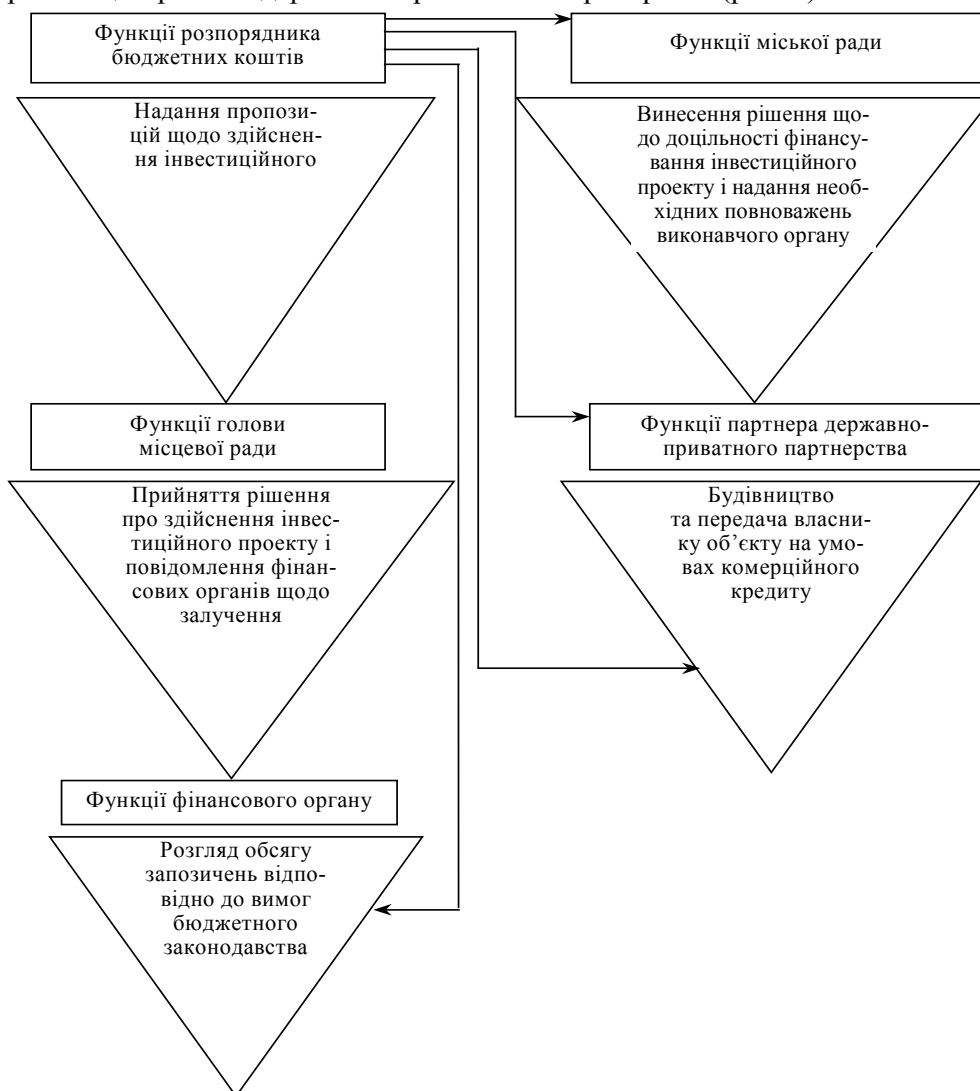 Функції розпорядника
бюджетних коштів
Функції міської ради
Надання пропози-
цій щодо здійснен-
ня інвестиційного
Винесення рішення що-
до доцільності фінансу-
вання інвестиційного
проекту і надання необ-
хідних повноважень
виконавчого органу
Функції голови
місцевої ради
Функції партнера державно-
приватного партнерства
Прийняття рішення
про здійснення інвес-
тиційного проекту і
повідомлення фінан-
сових органів щодо
залучення
Будівництво
та передача власни-
ку об’єкту на умо-
вах комерційного
кредиту
Функції фінансового органу
Розгляд обсягу
запозичень відпо-
відно до вимог
бюджетного
законодавства